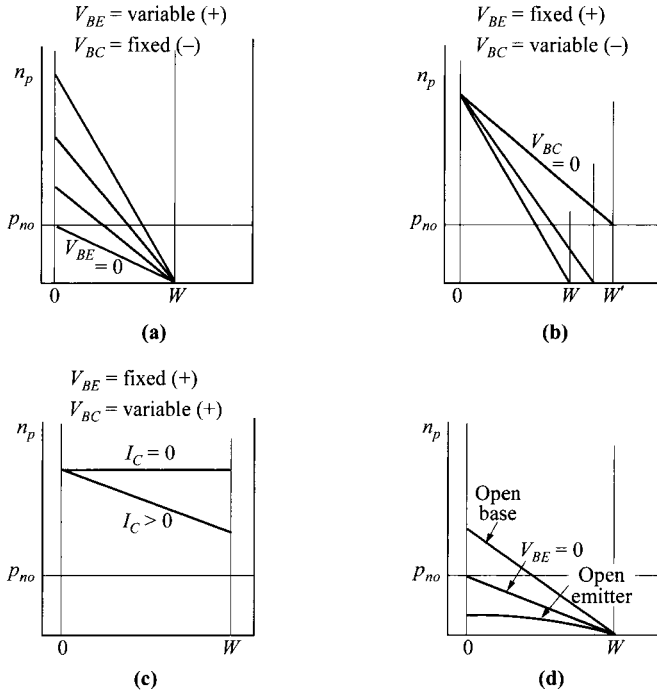 V_BE = variable (+)
V_BC = fixed (−)
n_p
p_no
V_BE = 0
0
W
(a)
V_BE = fixed (+)
V_BC = variable (−)
n_p
V_BC = 0
p_no
0
W
W'
(b)
V_BE = fixed (+)
V_BC = variable (+)
n_p
I_C = 0
I_C > 0
p_no
0
W
(c)
n_p
Open
base
V_BE = 0
p_no
Open
emitter
0
W
(d)